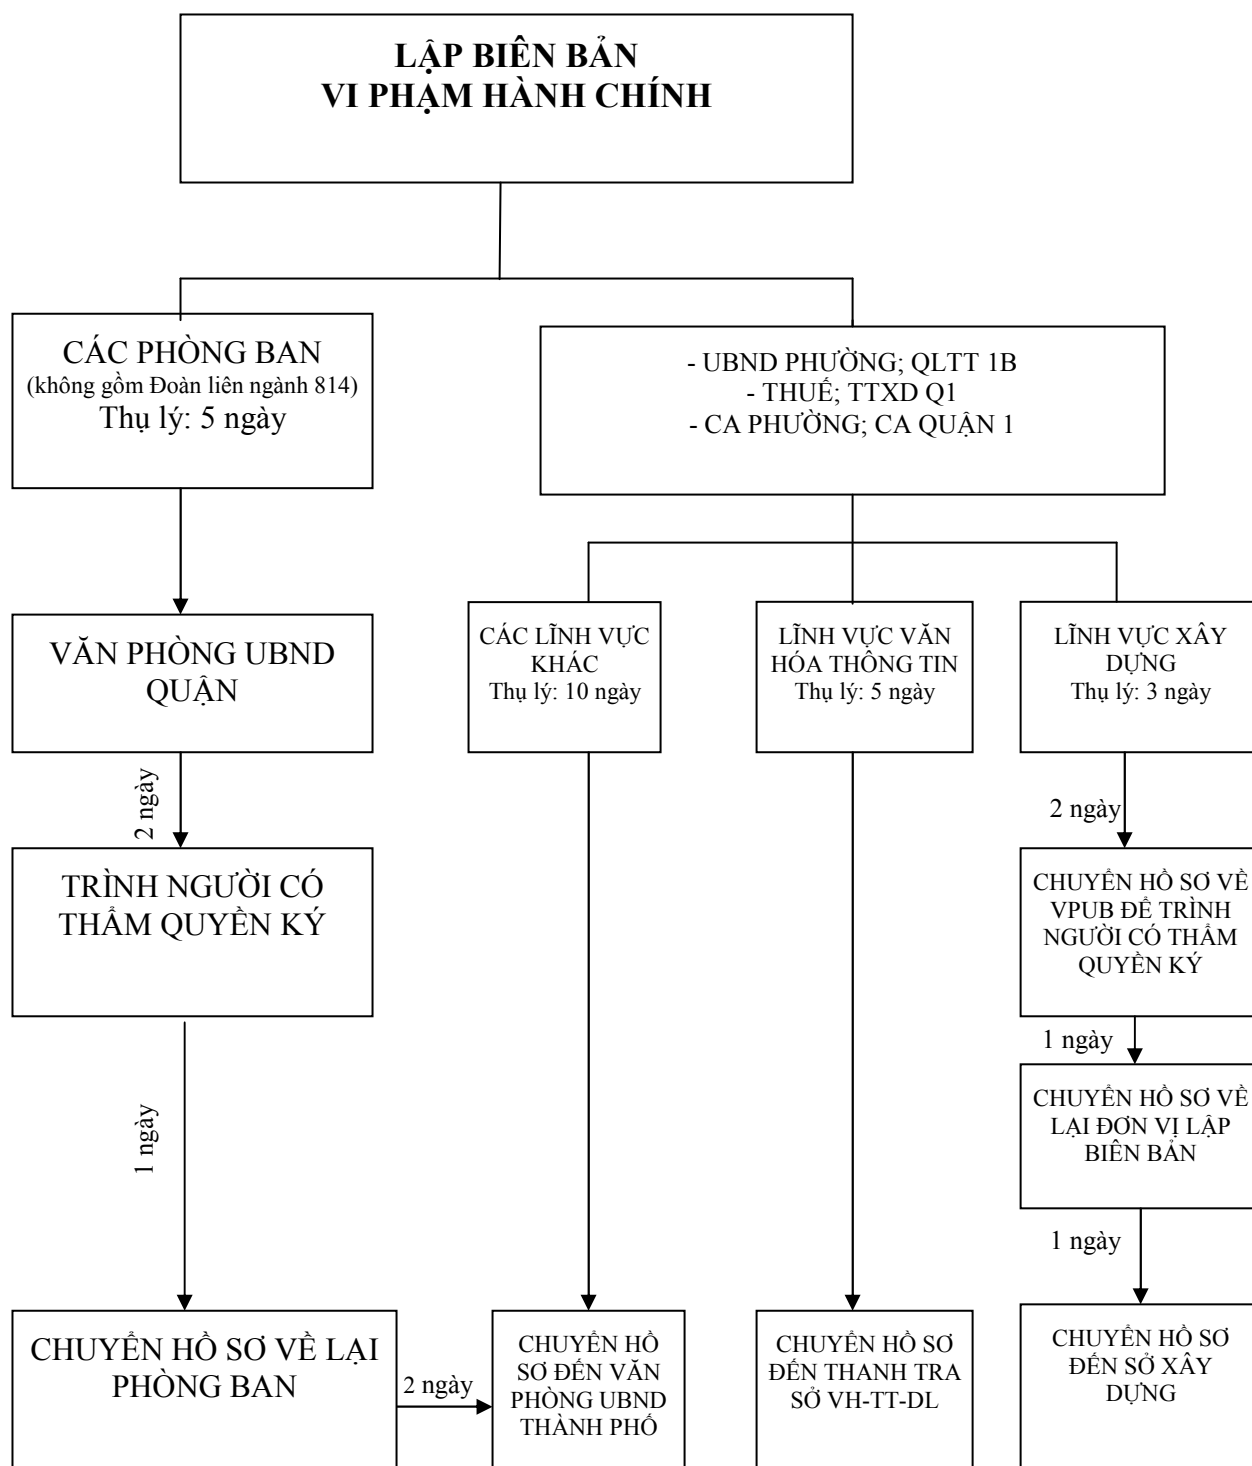 LẬP BIÊN BẢN
VI PHẠM HÀNH CHÍNH
CÁC PHÒNG BAN
(không gồm Đoàn liên ngành 814)
Thụ lý: 5 ngày
- UBND PHƯỜNG; QLTT 1B
- THUẾ; TTXD Q1
- CA PHƯỜNG; CA QUẬN 1
VĂN PHÒNG UBND
QUẬN
CÁC LĨNH VỰC
KHÁC
Thụ lý: 10 ngày
LĨNH VỰC VĂN
HÓA THÔNG TIN
Thụ lý: 5 ngày
LĨNH VỰC XÂY
DỰNG
Thụ lý: 3 ngày
2 ngày
2 ngày
TRÌNH NGƯỜI CÓ
THẨM QUYỀN KÝ
CHUYỂN HỒ SƠ VỀ
VPUB ĐỂ TRÌNH
NGƯỜI CÓ THẨM
QUYỀN KÝ
1 ngày
1 ngày
CHUYỂN HỒ SƠ VỀ
LẠI ĐƠN VỊ LẬP
BIÊN BẢN
1 ngày
CHUYỂN HỒ SƠ VỀ LẠI
PHÒNG BAN
2 ngày
CHUYỂN HỒ
SƠ ĐẾN VĂN
PHÒNG UBND
THÀNH PHỐ
CHUYỂN HỒ SƠ
ĐẾN THANH TRA
SỞ VH-TT-DL
CHUYỂN HỒ SƠ
ĐẾN SỞ XÂY
DỰNG